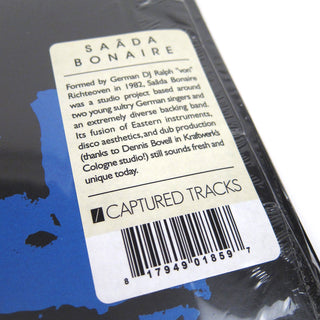 SAÂDA
BONAIRE
Formed by German DJ Ralph "von"
Richteoven in 1982, Saâda Bonaire
was a studio project based around
two young sultry German singers and
an extremely diverse backing band.
Its fusion of Eastern instruments,
disco aesthetics, and dub production
(thanks to Dennis Bovell in Kraftwerk's
Cologne studio!) still sounds fresh and
unique today.
CAPTURED TRACKS
8 17949 01859 7